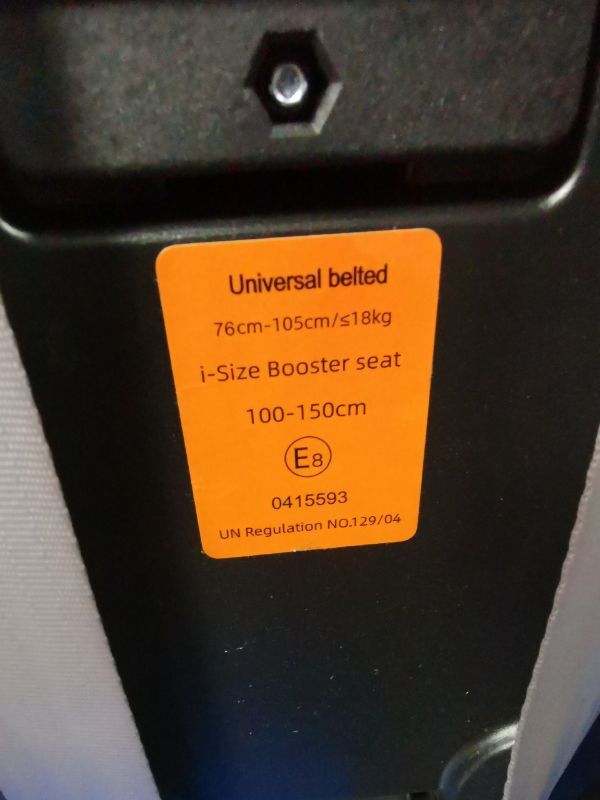 Universal belted
76cm-105cm/≤18kg
i-Size Booster seat
100-150cm
E8
0415593
UN Regulation NO.129/04